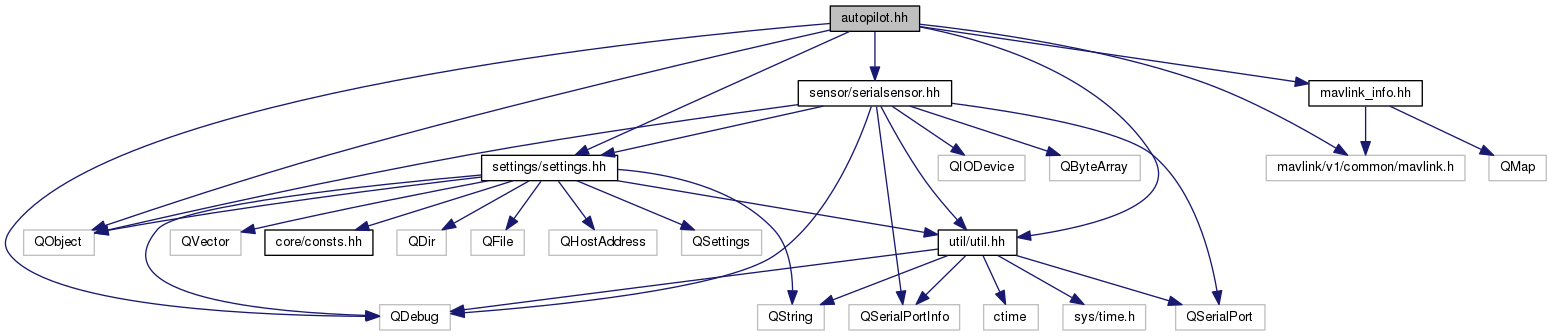 autopilot.hh
sensor/serialsensor.hh
mavlink_info.hh
settings/settings.hh
QIODevice
QByteArray
mavlink/v1/common/mavlink.h
QMap
QObject
QVector
core/consts.hh
QDir
QFile
QHostAddress
QSettings
util/util.hh
QDebug
QString
QSerialPortInfo
ctime
sys/time.h
QSerialPort